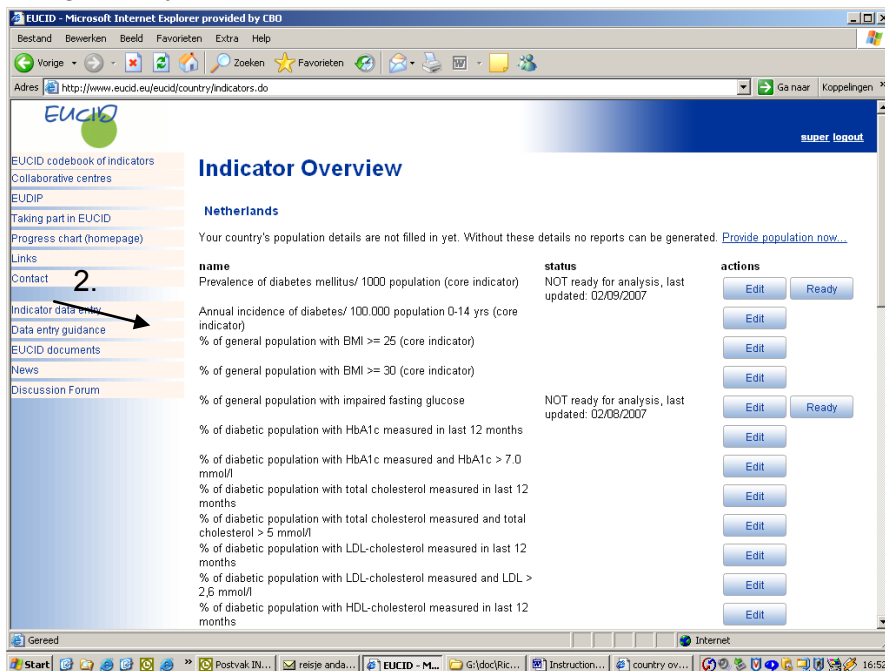 EUCID - Microsoft Internet Explorer provided by CBO
Bestand Bewerken Beeld Favorieten Extra Help
Vorige Zoeken Favorieten
Adres http://www.eucid.eu/eucid/country/indicators.do Ga naar Koppelingen
EUCID
super logout
EUCID codebook of indicators
Collaborative centres
EUDIP
Taking part in EUCID
Progress chart (homepage)
Links
Contact
2.
Indicator data entry
Data entry guidance
EUCID documents
News
Discussion Forum
Indicator Overview
Netherlands
Your country's population details are not filled in yet. Without these details no reports can be generated. Provide population now...
name status actions
Prevalence of diabetes mellitus/ 1000 population (core indicator) NOT ready for analysis, last Edit Ready
updated: 02/09/2007
Annual incidence of diabetes/ 100.000 population 0-14 yrs (core Edit
indicator)
% of general population with BMI >= 25 (core indicator) Edit
% of general population with BMI >= 30 (core indicator) Edit
% of general population with impaired fasting glucose NOT ready for analysis, last Edit Ready
updated: 02/08/2007
% of diabetic population with HbA1c measured in last 12 months Edit
% of diabetic population with HbA1c measured and HbA1c > 7.0 Edit
mmol/l
% of diabetic population with total cholesterol measured in last 12 Edit
months
% of diabetic population with total cholesterol measured and total Edit
cholesterol > 5 mmol/l
% of diabetic population with LDL-cholesterol measured in last 12 Edit
months
% of diabetic population with LDL-cholesterol measured and LDL > Edit
2,6 mmol/l
% of diabetic population with HDL-cholesterol measured in last 12 Edit
months
Gereed Internet
Start Postvak IN... reisje anda... EUCID - M... G:\doc\Ric... Instruction... country ov... 16:52